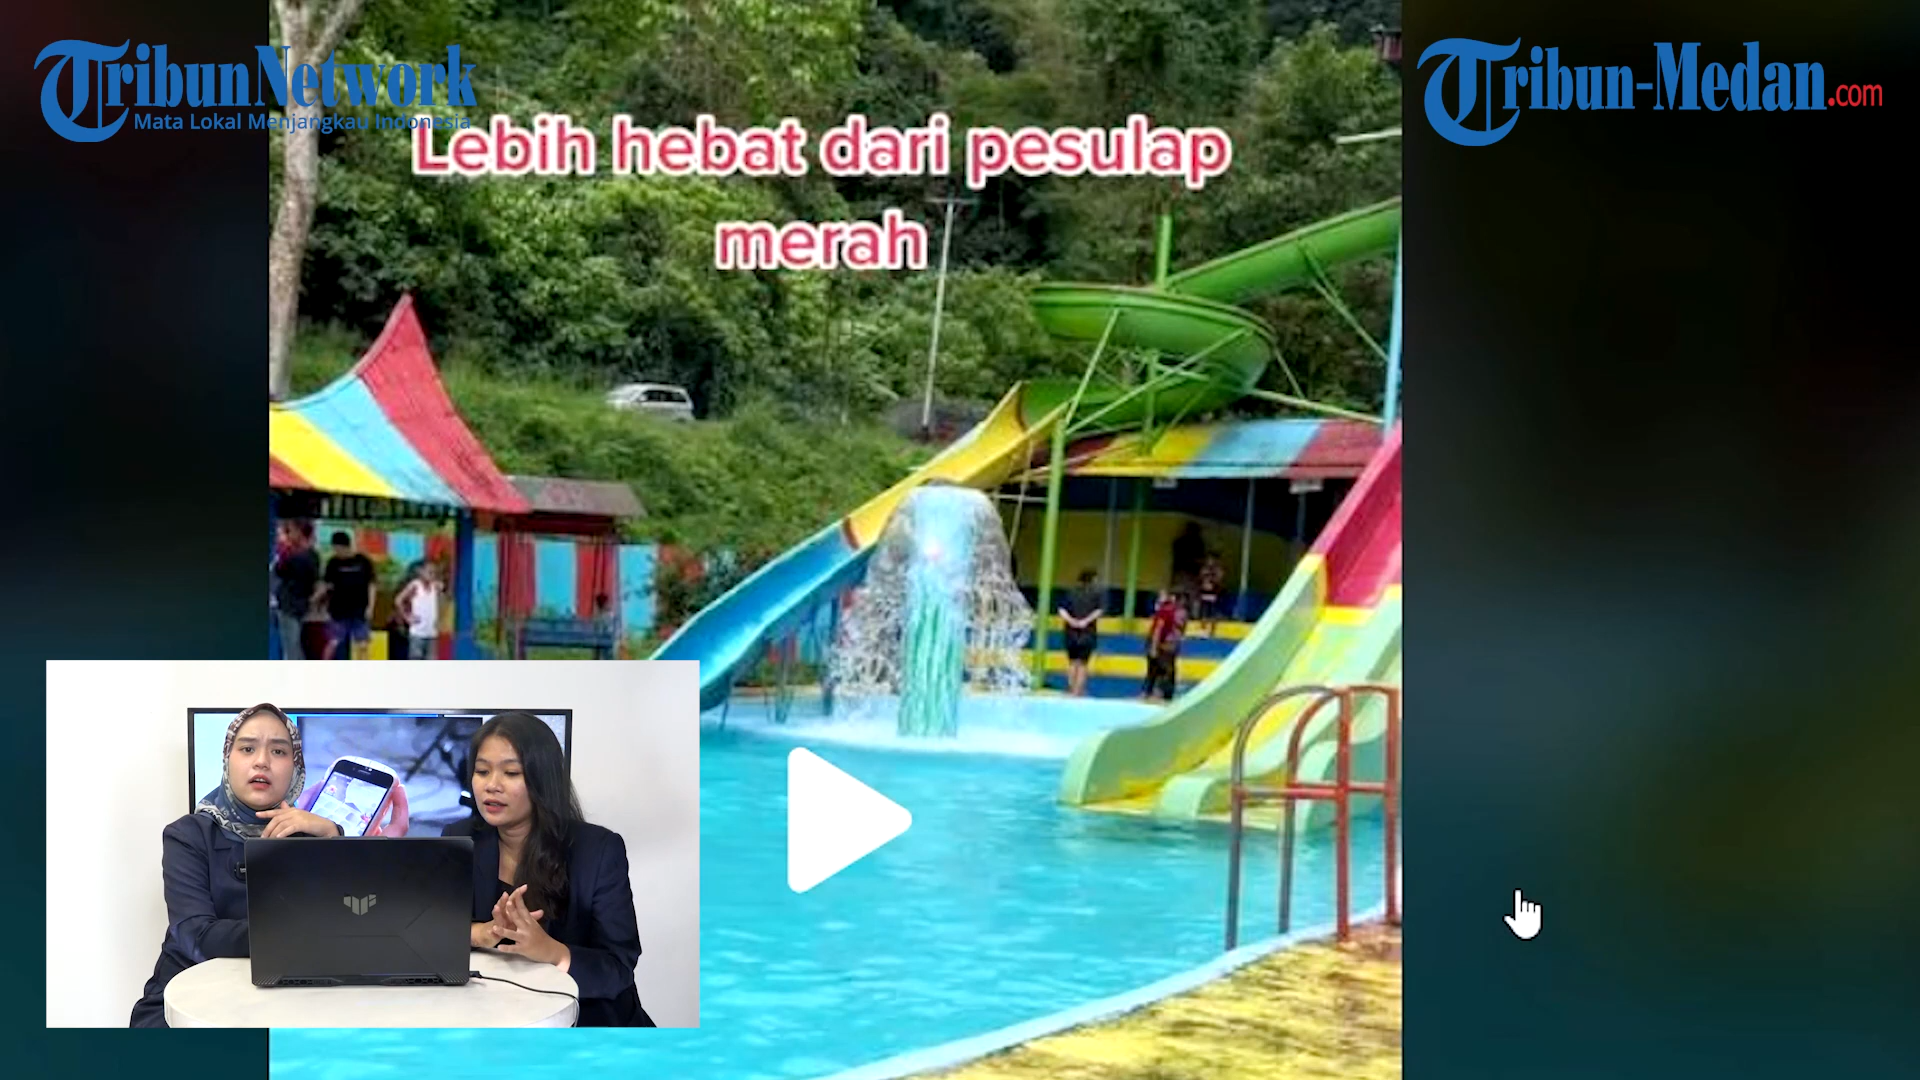 TribunNetwork
Mata Lokal Menjangkau Indonesia
Tribun-Medan.com
Lebih hebat dari pesulap
merah